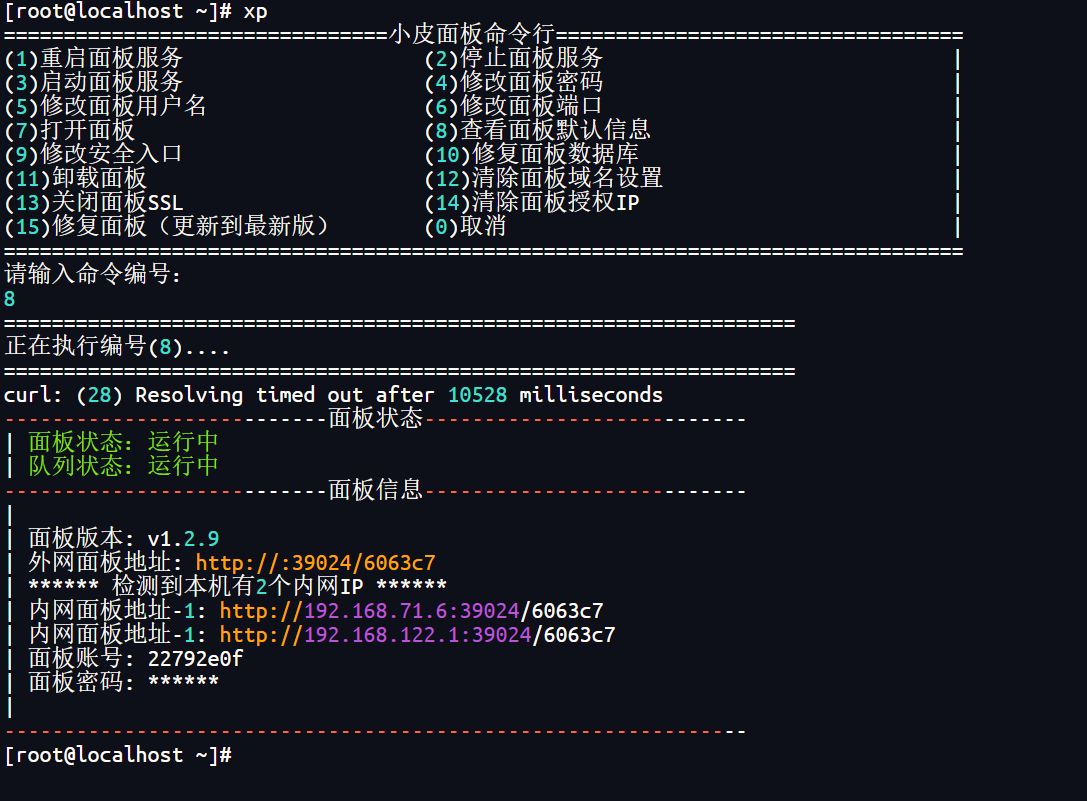 [root@localhost ~]# xp
================================小皮面板命令行==================================
(1)重启面板服务 (2)停止面板服务 |
(3)启动面板服务 (4)修改面板密码 |
(5)修改面板用户名 (6)修改面板端口 |
(7)打开面板 (8)查看面板默认信息 |
(9)修改安全入口 (10)修复面板数据库 |
(11)卸载面板 (12)清除面板域名设置 |
(13)关闭面板SSL (14)清除面板授权IP |
(15)修复面板（更新到最新版） (0)取消 |
================================================================================
请输入命令编号：
8
==================================================================
正在执行编号(8)....
==================================================================
curl: (28) Resolving timed out after 10528 milliseconds
---------------------------面板状态---------------------------
| 面板状态：运行中
| 队列状态：运行中
---------------------------面板信息---------------------------
|
| 面板版本: v1.2.9
| 外网面板地址: http://:39024/6063c7
| ****** 检测到本机有2个内网IP ******
| 内网面板地址-1: http://192.168.71.6:39024/6063c7
| 内网面板地址-1: http://192.168.122.1:39024/6063c7
| 面板账号: 22792e0f
| 面板密码: ******
|
--------------------------------------------------------------
[root@localhost ~]#